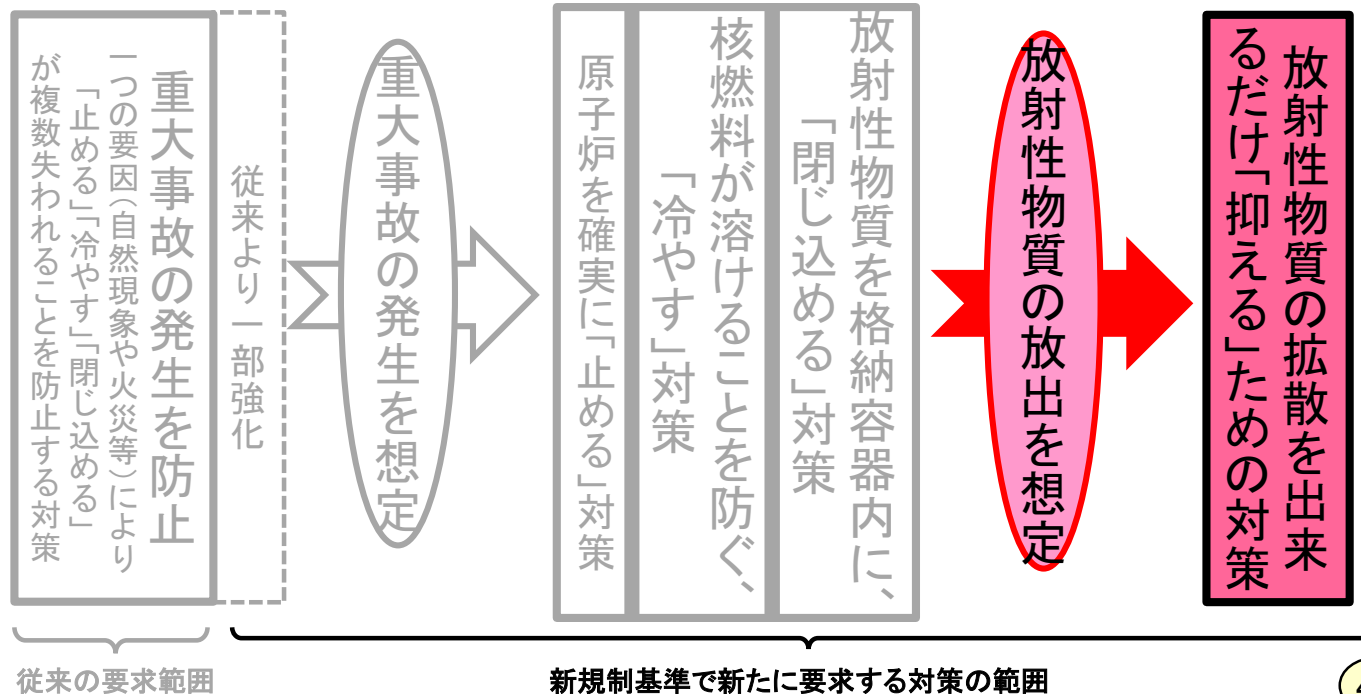 重大事故の発生を防止
一つの要因(自然現象や火災等)により
「止める」「冷やす」「閉じ込める」
が複数失われることを防止する対策
従来より一部強化
重大事故の発生を想定
原子炉を確実に「止める」対策
核燃料が溶けることを防ぐ、
「冷やす」対策
放射性物質を格納容器内に、
「閉じ込める」対策
放射性物質の放出を想定
放射性物質の拡散を出来
るだけ「抑える」ための対策
従来の要求範囲
新規制基準で新たに要求する対策の範囲